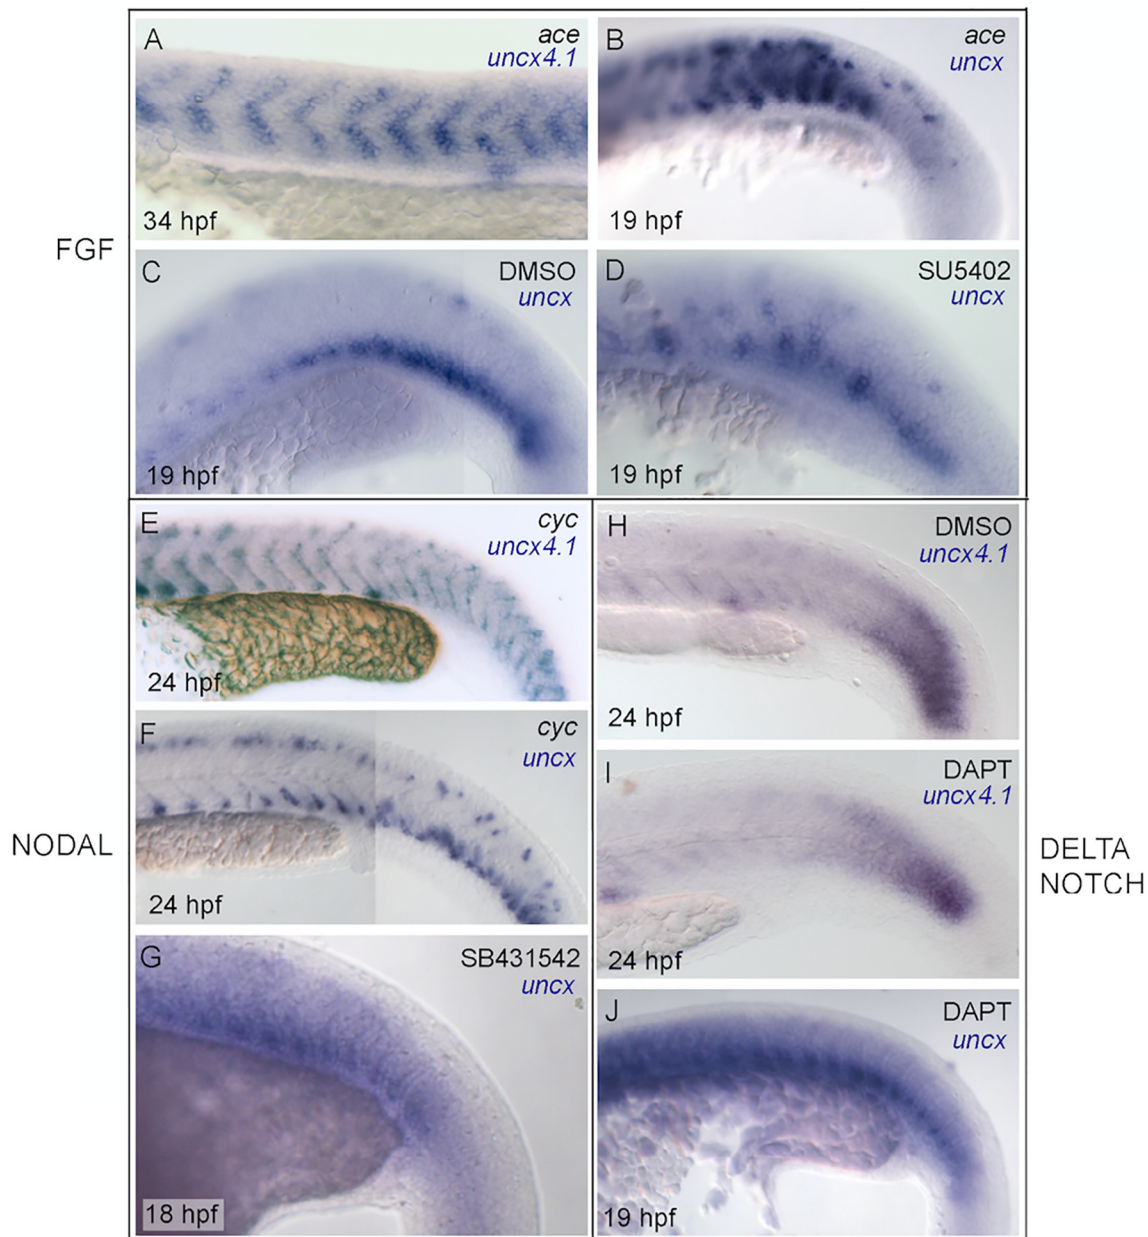 A
ace
uncx4.1
34 hpf
B
ace
uncx
19 hpf
FGF
C
DMSO
uncx
19 hpf
D
SU5402
uncx
19 hpf
E
cyc
uncx4.1
24 hpf
F
cyc
uncx
24 hpf
NODAL
G
SB431542
uncx
18 hpf
H
DMSO
uncx4.1
24 hpf
I
DAPT
uncx4.1
24 hpf
DELTA
NOTCH
J
DAPT
uncx
19 hpf